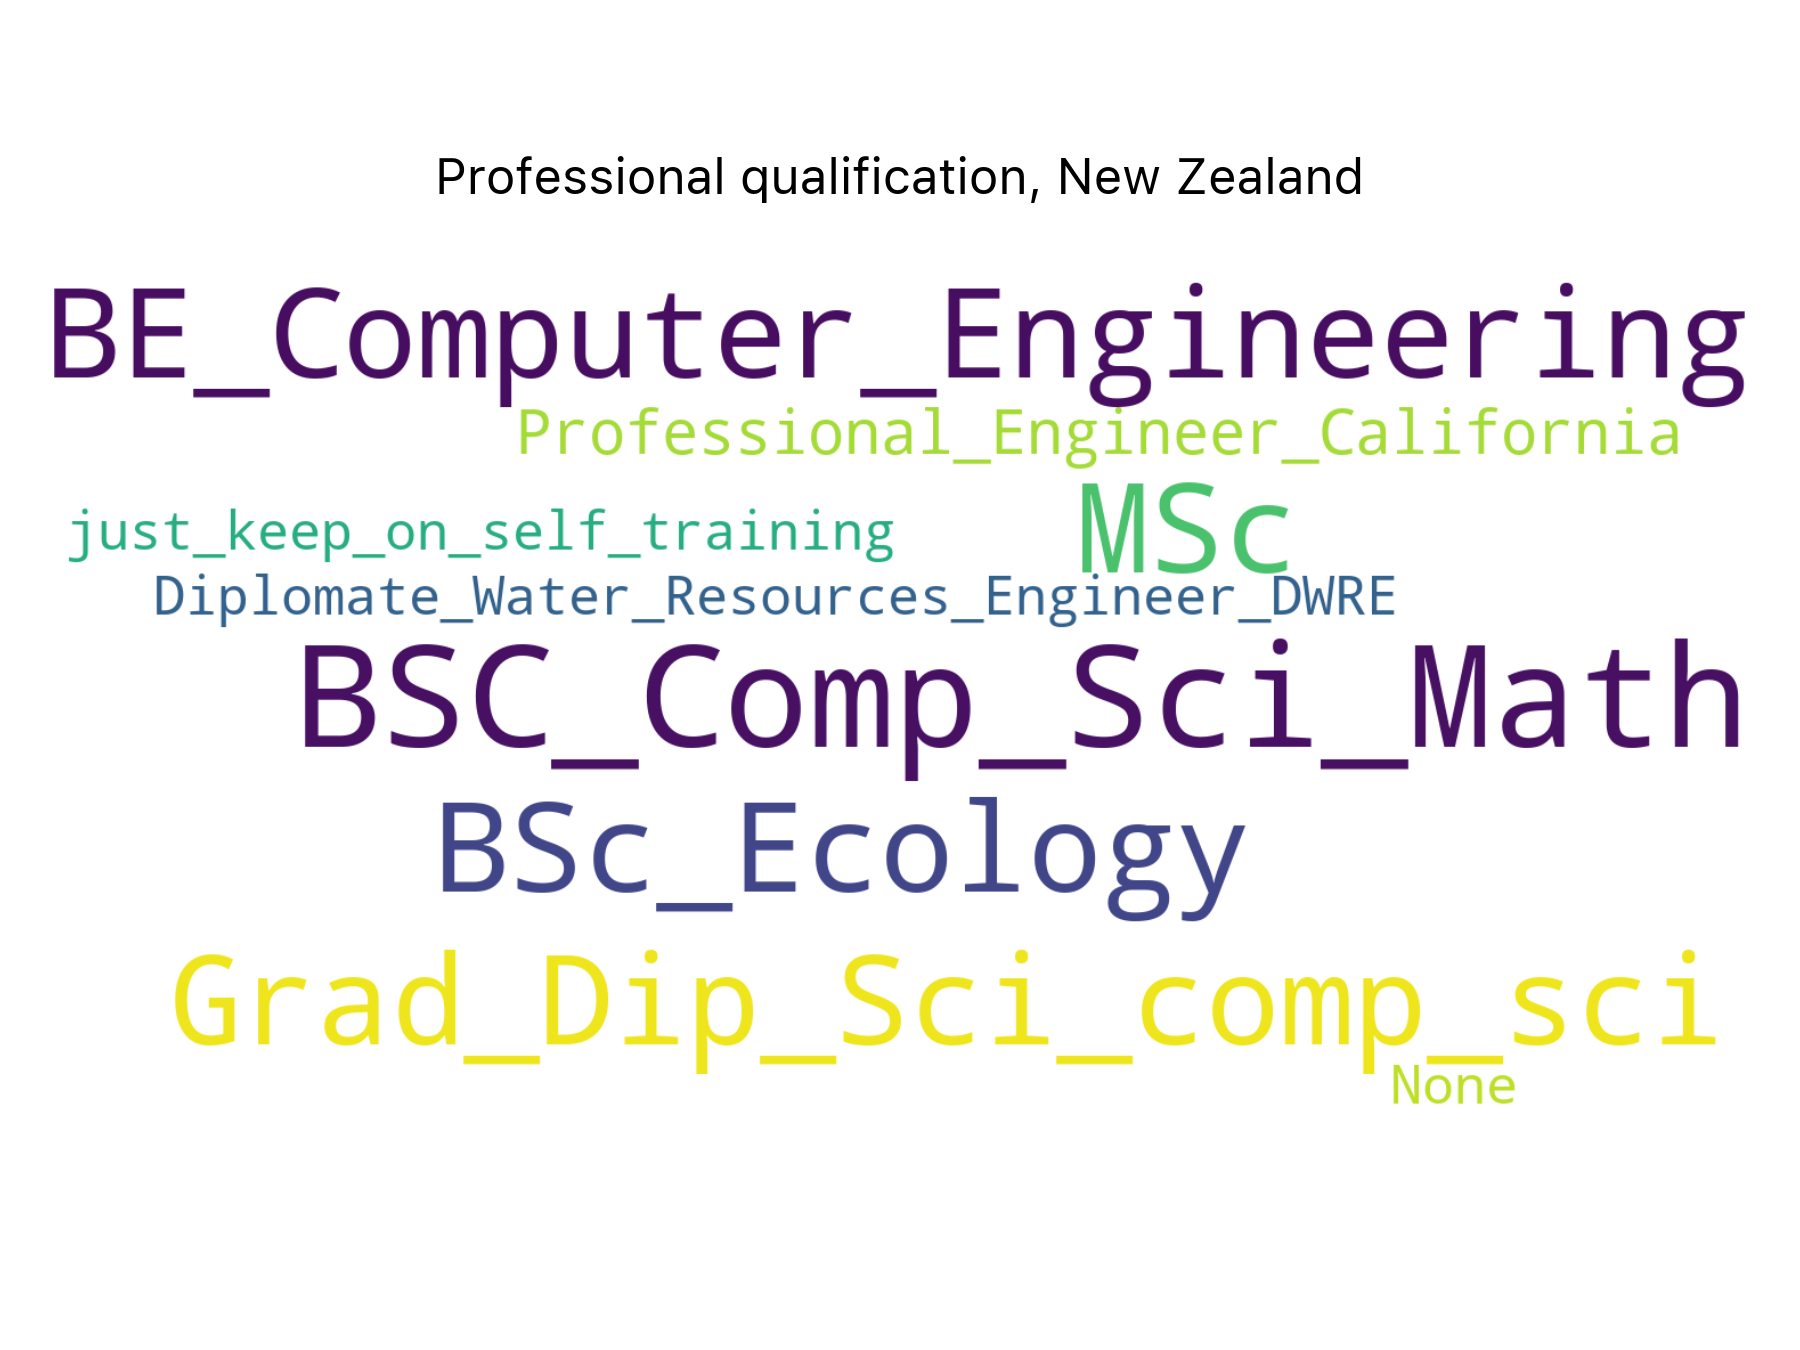 Professional qualification, New Zealand
BE_Computer_Engineering
Professional_Engineer_California
just_keep_on_self_training
MSc
Diplomate_Water_Resources_Engineer_DWRE
BSC_Comp_Sci_Math
BSc_Ecology
Grad_Dip_Sci_comp_sci
None